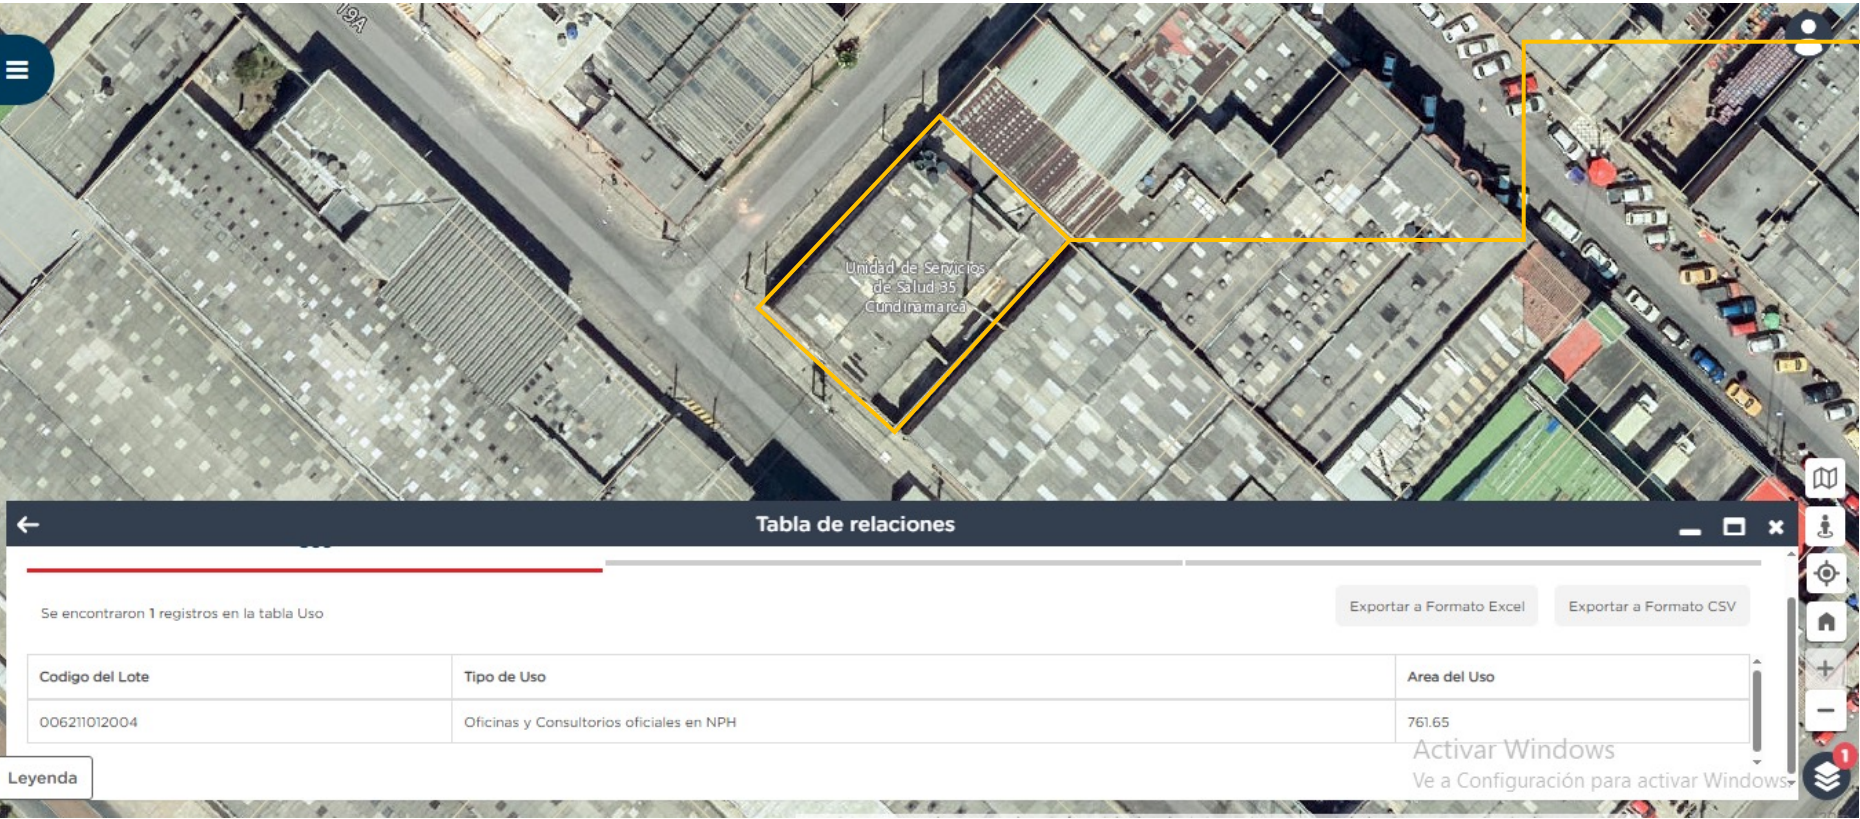 19A
Unidad de Servicios
de Salud 35
Cundinamarca
Tabla de relaciones
Se encontraron 1 registros en la tabla Uso
Exportar a Formato Excel
Exportar a Formato CSV
Codigo del Lote
Tipo de Uso
Area del Uso
006211012004
Oficinas y Consultorios oficiales en NPH
761.65
Activar Windows
Ve a Configuración para activar Windows.
Leyenda
1